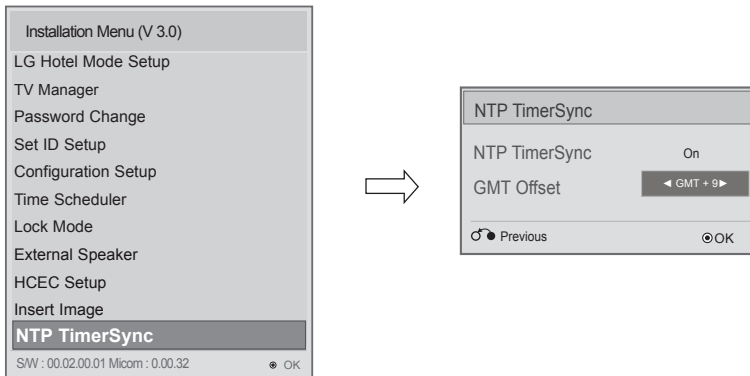 Installation Menu (V 3.0)
LG Hotel Mode Setup
TV Manager
Password Change
Set ID Setup
Configuration Setup
Time Scheduler
Lock Mode
External Speaker
HCEC Setup
Insert Image
NTP TimerSync
S/W : 00.02.00.01 Micom : 0.00.32 ◉ OK
NTP TimerSync
NTP TimerSync On
GMT Offset ◄ GMT + 9►
Previous ◉OK